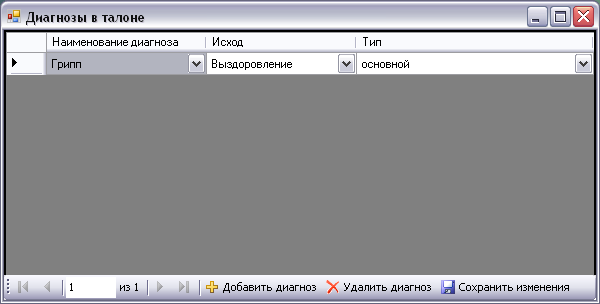 Диагнозы в талоне
Наименование диагноза Исход Тип
Грипп Выздоровление основной
1 из 1 Добавить диагноз Удалить диагноз Сохранить изменения